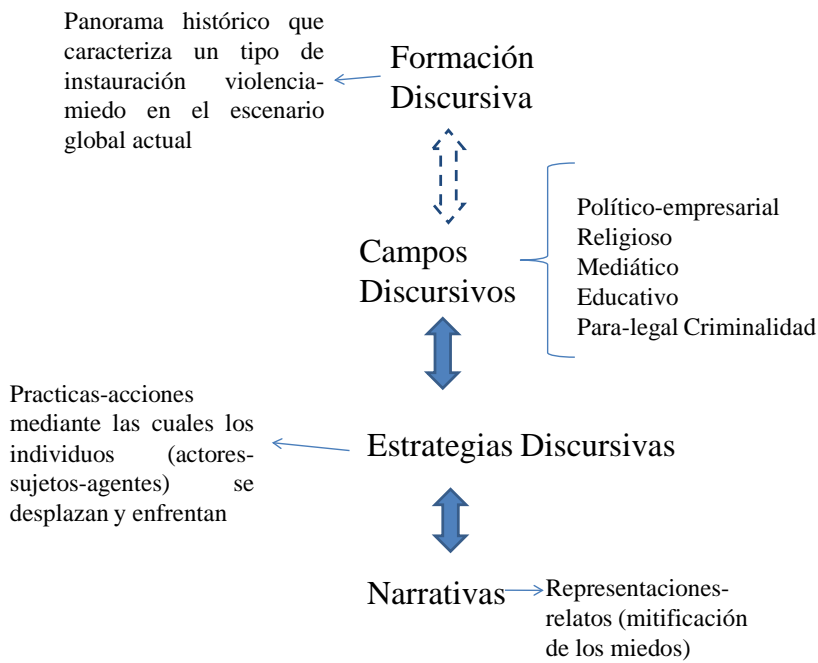 Panorama histórico que
caracteriza un tipo de
instauración violencia-
miedo en el escenario
global actual
Formación
Discursiva
Campos
Discursivos
Político-empresarial
Religioso
Mediático
Educativo
Para-legal Criminalidad
Practicas-acciones
mediante las cuales los
individuos (actores-
sujetos-agentes) se
desplazan y enfrentan
Estrategias Discursivas
Narrativas
Representaciones-
relatos (mitificación
de los miedos)